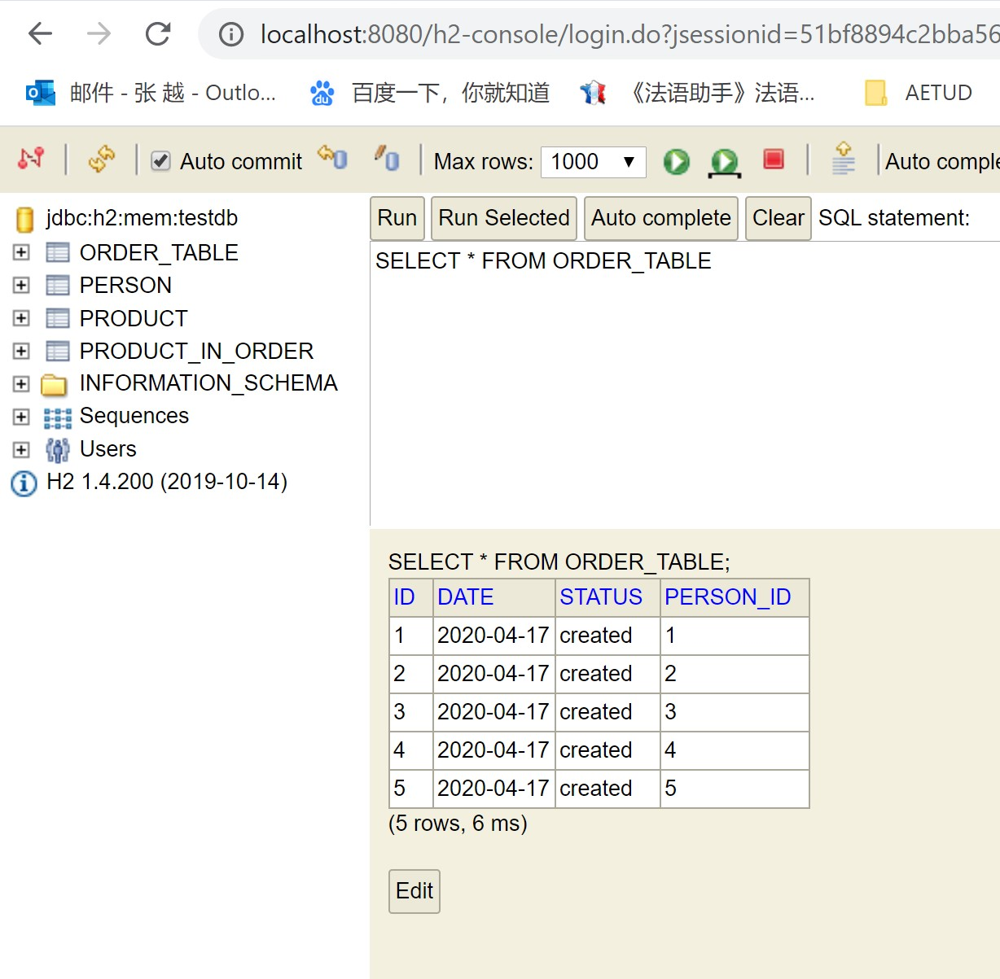 localhost:8080/h2-console/login.do?jsessionid=51bf8894c2bba56
邮件 - 张 越 - Outlo... 百度一下，你就知道 《法语助手》法语... AETUD
Auto commit Max rows: 1000 Auto comple
jdbc:h2:mem:testdb
ORDER_TABLE
PERSON
PRODUCT
PRODUCT_IN_ORDER
INFORMATION_SCHEMA
Sequences
Users
H2 1.4.200 (2019-10-14)
Run Run Selected Auto complete Clear SQL statement:
SELECT * FROM ORDER_TABLE
SELECT * FROM ORDER_TABLE;
ID DATE STATUS PERSON_ID
1 2020-04-17 created 1
2 2020-04-17 created 2
3 2020-04-17 created 3
4 2020-04-17 created 4
5 2020-04-17 created 5
(5 rows, 6 ms)
Edit